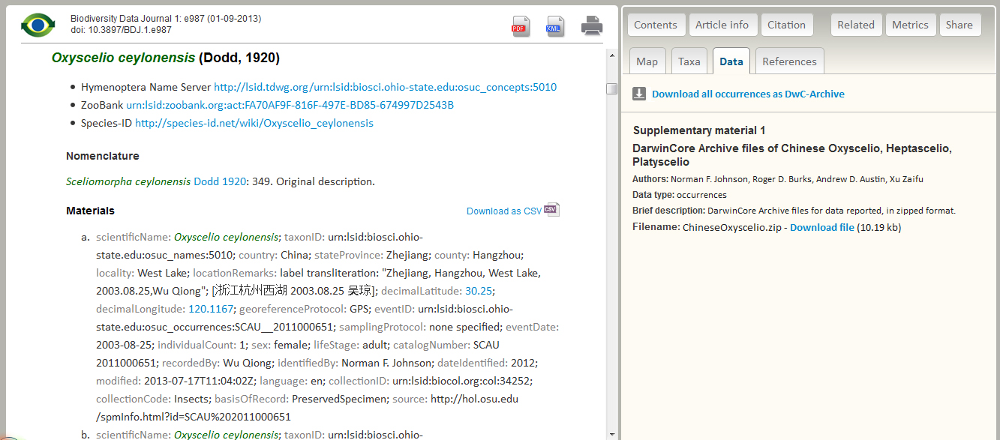 Biodiversity Data Journal 1: e987 (01-09-2013)
doi: 10.3897/BDJ.1.e987
PDF
XML
Oxyscelio ceylonensis (Dodd, 1920)
• Hymenoptera Name Server http://lsid.tdwg.org/urn:lsid:biosci.ohio-state.edu:osuc_concepts:5010
• ZooBank urn:lsid:zoobank.org:act:FA70AF9F-816F-497E-BD85-674997D2543B
• Species-ID http://species-id.net/wiki/Oxyscelio_ceylonensis
Nomenclature
Sceliomorpha ceylonensis Dodd 1920: 349. Original description.
Materials
Download as CSV
CSV
a. scientificName: Oxyscelio ceylonensis; taxonID: urn:lsid:biosci.ohio-
state.edu:osuc_names:5010; country: China; stateProvince: Zhejiang; county: Hangzhou;
locality: West Lake; locationRemarks: label transliteration: "Zhejiang, Hangzhou, West Lake,
2003.08.25,Wu Qiong"; [浙江杭州西湖 2003.08.25 吴琼]; decimalLatitude: 30.25;
decimalLongitude: 120.1167; georeferenceProtocol: GPS; eventID: urn:lsid:biosci.ohio-
state.edu:osuc_occurrences:SCAU__2011000651; samplingProtocol: none specified; eventDate:
2003-08-25; individualCount: 1; sex: female; lifeStage: adult; catalogNumber: SCAU
2011000651; recordedBy: Wu Qiong; identifiedBy: Norman F. Johnson; dateIdentified: 2012;
modified: 2013-07-17T11:04:02Z; language: en; collectionID: urn:lsid:biocol.org:col:34252;
collectionCode: Insects; basisOfRecord: PreservedSpecimen; source: http://hol.osu.edu
/spmInfo.html?id=SCAU%202011000651
b. scientificName: Oxyscelio ceylonensis; taxonID: urn:lsid:biosci.ohio-
Contents
Article info
Citation
Related
Metrics
Share
Map
Taxa
Data
References
Download all occurrences as DwC-Archive
Supplementary material 1
DarwinCore Archive files of Chinese Oxyscelio, Heptascelio,
Platyscelio
Authors: Norman F. Johnson, Roger D. Burks, Andrew D. Austin, Xu Zaifu
Data type: occurrences
Brief description: DarwinCore Archive files for data reported, in zipped format.
Filename: ChineseOxyscelio.zip - Download file (10.19 kb)